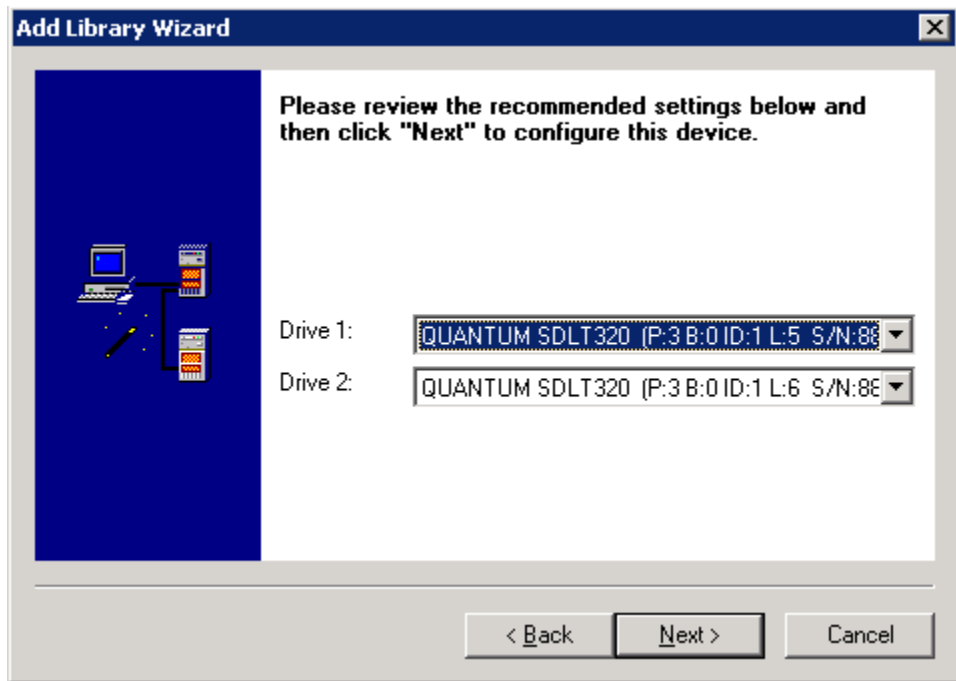 Add Library Wizard
Please review the recommended settings below and
then click "Next" to configure this device.
Drive 1: QUANTUM SDLT320 (P:3 B:0 ID:1 L:5 S/N:
Drive 2: QUANTUM SDLT320 (P:3 B:0 ID:1 L:6 S/N:
< Back Next > Cancel